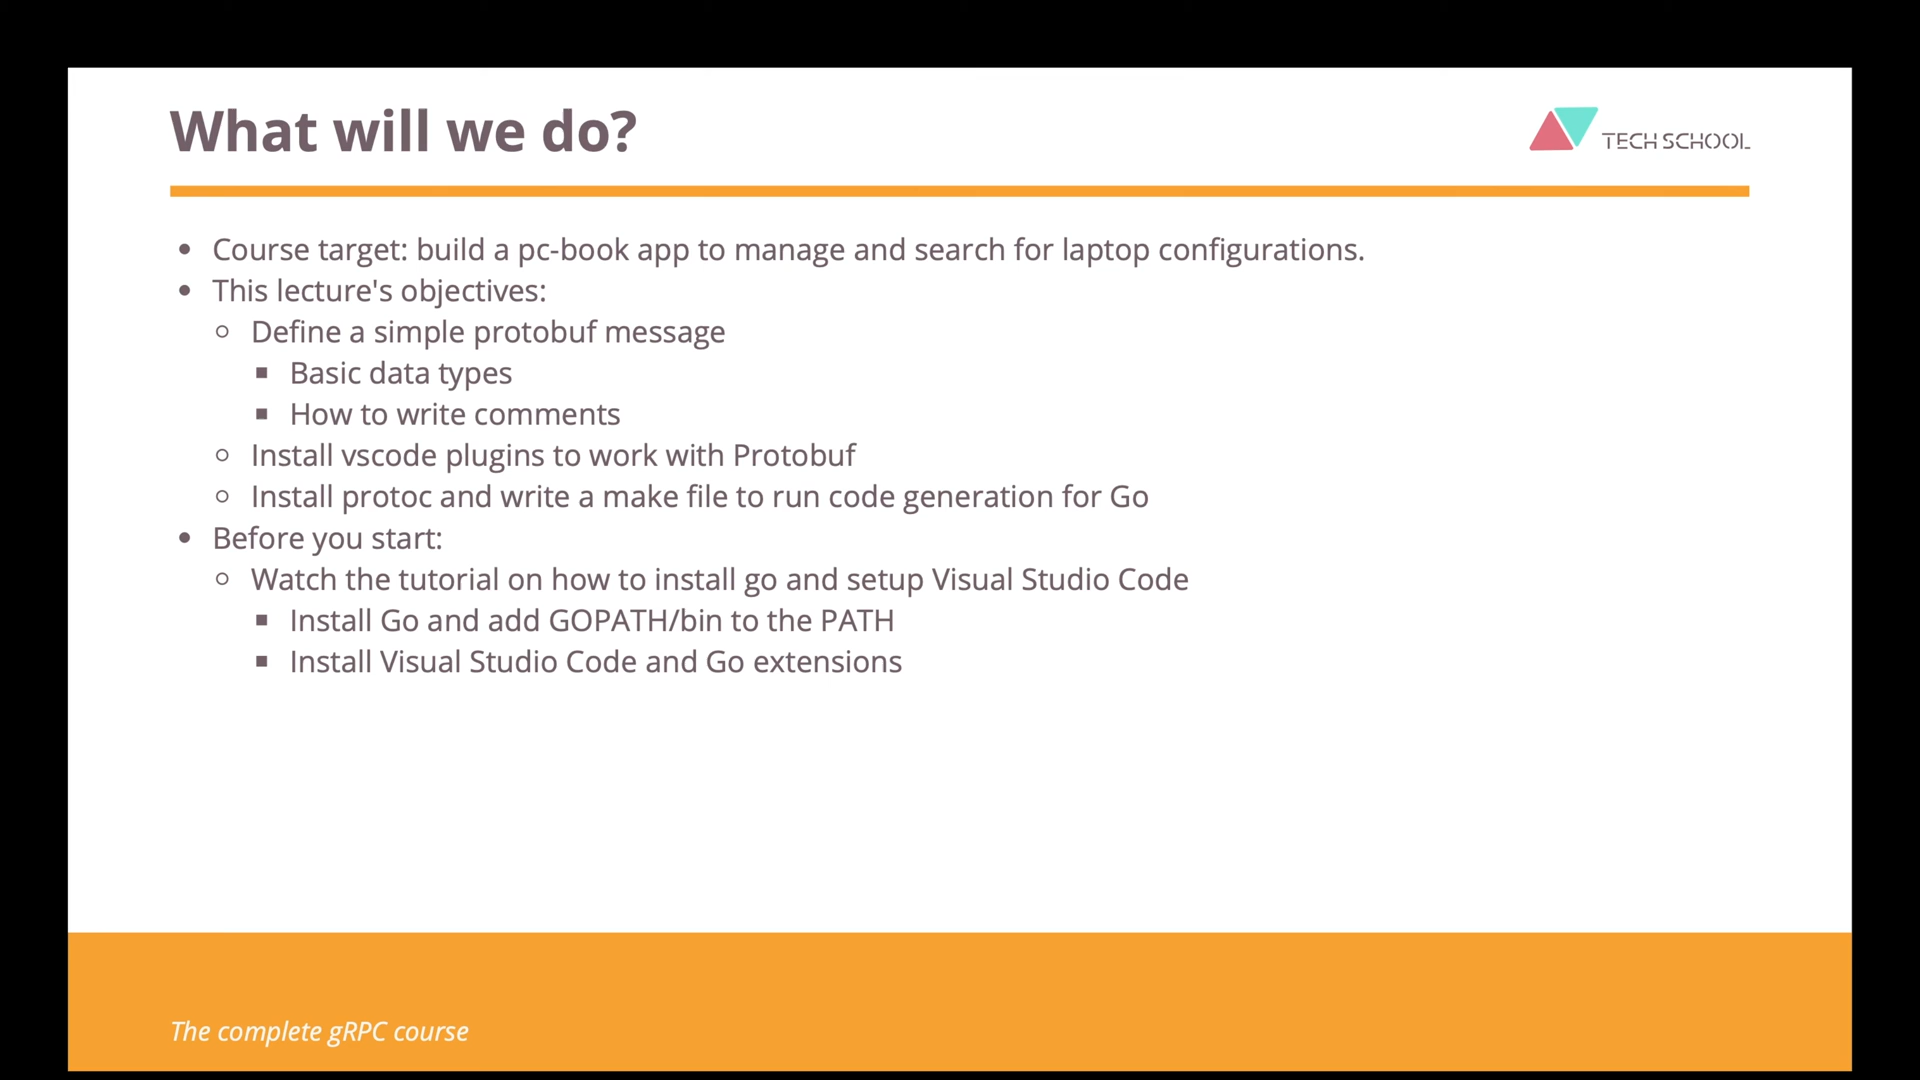 What will we do?
TECH SCHOOL
Course target: build a pc-book app to manage and search for laptop configurations.
This lecture's objectives:
Define a simple protobuf message
Basic data types
How to write comments
Install vscode plugins to work with Protobuf
Install protoc and write a make file to run code generation for Go
Before you start:
Watch the tutorial on how to install go and setup Visual Studio Code
Install Go and add GOPATH/bin to the PATH
Install Visual Studio Code and Go extensions
The complete gRPC course